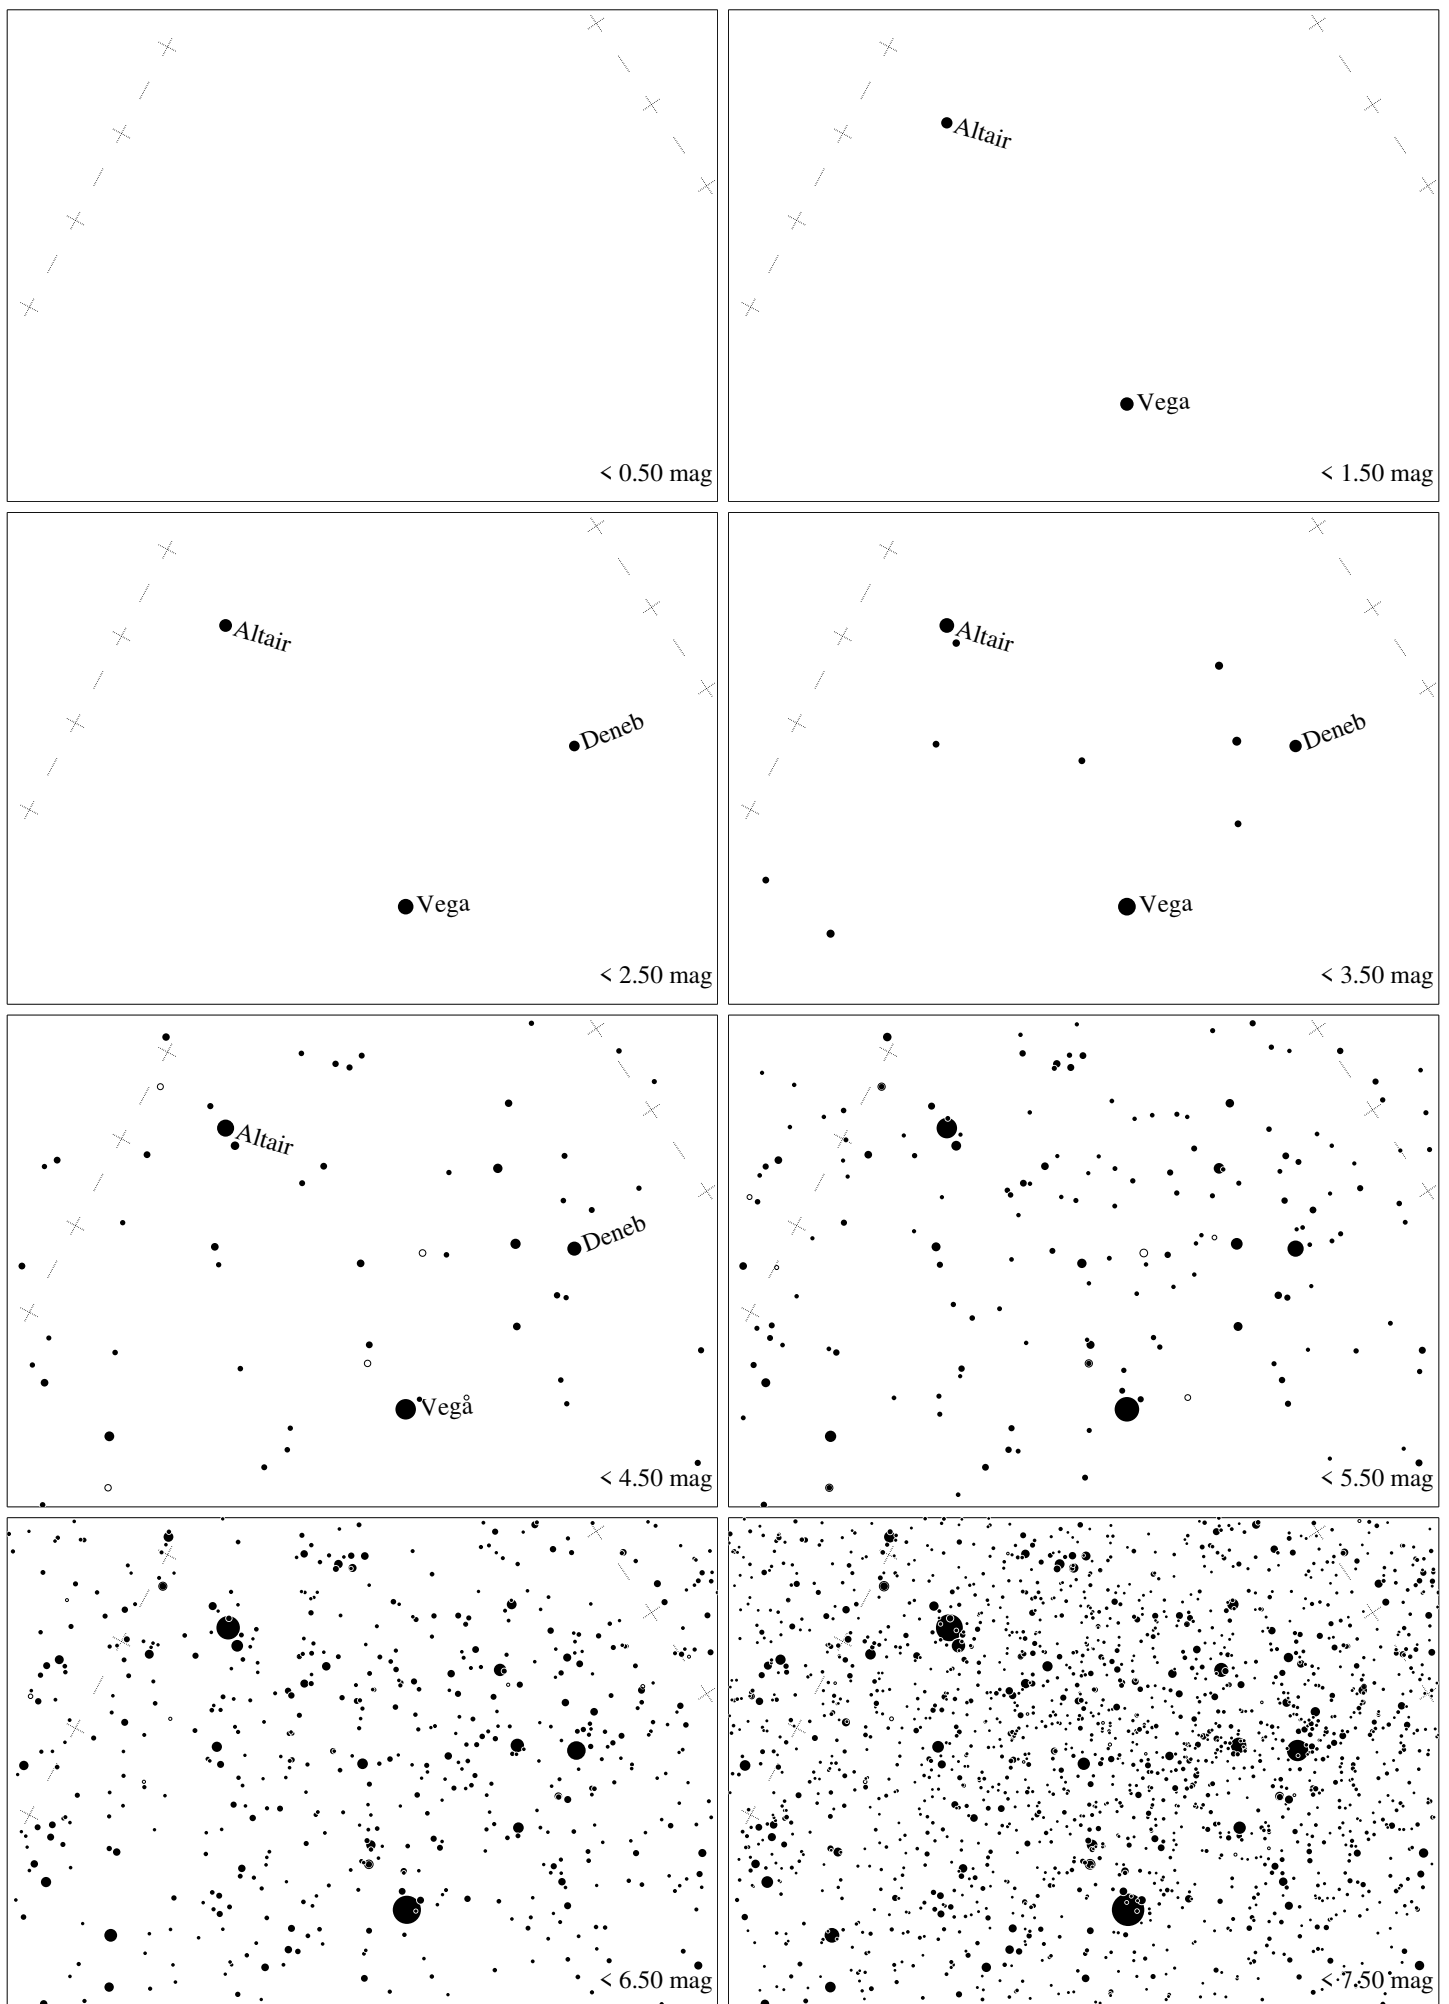 < 0.50 mag
Altair
Vega
< 1.50 mag
Altair
Deneb
Vega
< 2.50 mag
Altair
Deneb
Vega
< 3.50 mag
Altair
Deneb
Vega
< 4.50 mag
< 5.50 mag
< 6.50 mag
< 7.50 mag